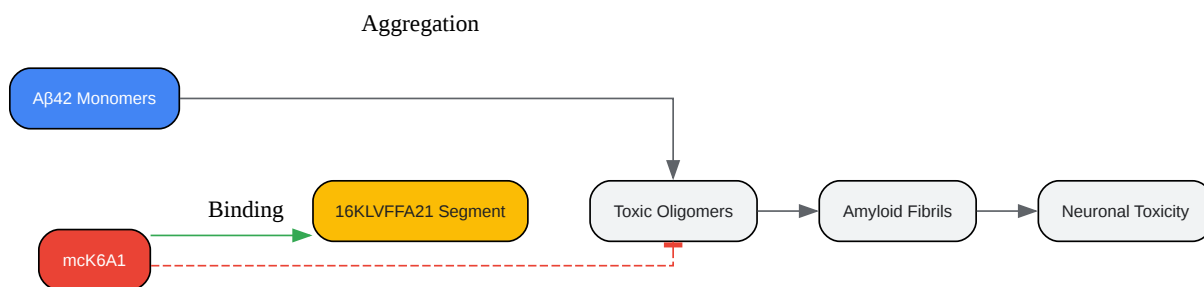 Aggregation
Aβ42 Monomers
Binding
16KLVFFA21 Segment
Toxic Oligomers
Amyloid Fibrils
Neuronal Toxicity
mcK6A1